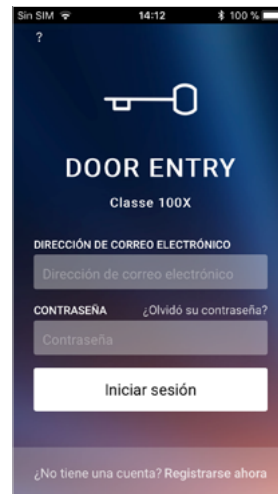 Sin SIM 14:12 100 %
?
DOOR ENTRY
Classe 100X
DIRECCIÓN DE CORREO ELECTRÓNICO
Dirección de correo electrónico
CONTRASEÑA ¿Olvidó su contraseña?
Contraseña
Iniciar sesión
¿No tiene una cuenta? Registrarse ahora